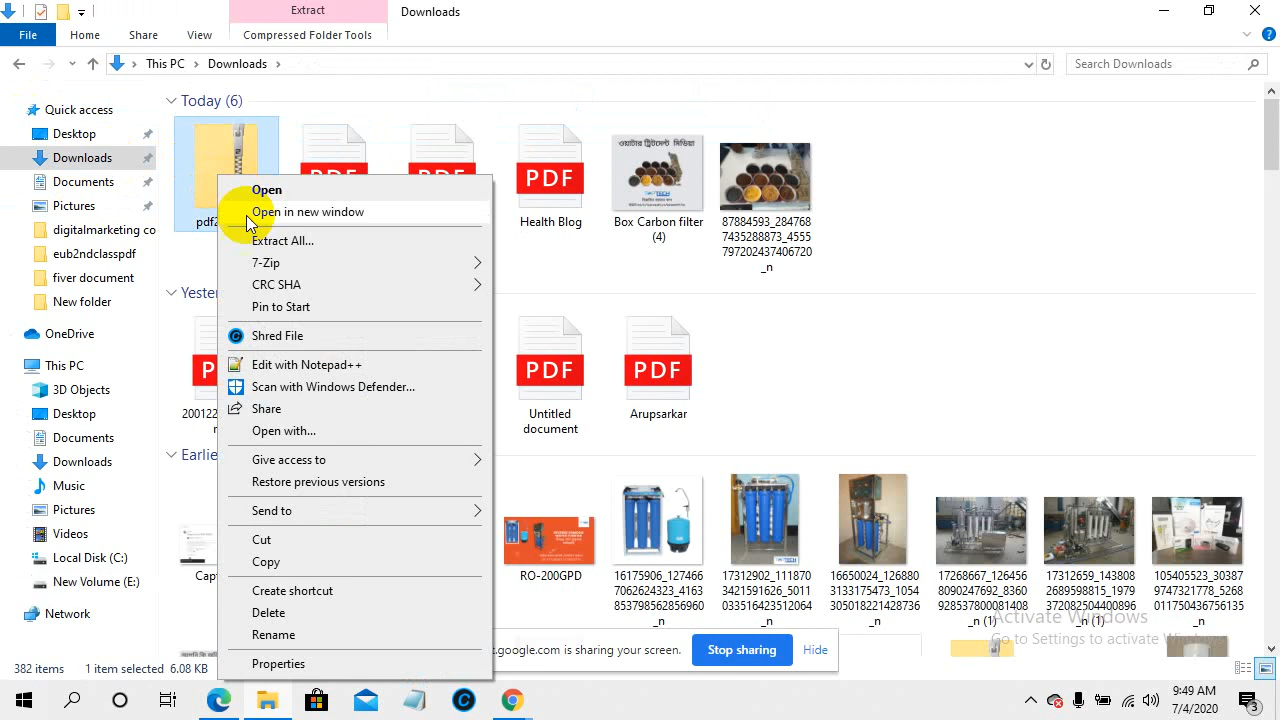 Extract
Downloads
File
Home
Share
View
Compressed Folder Tools
This PC
Downloads
Search Downloads
Quick access
Desktop
Downloads
Documents
Pictures
digitalmarketing co
eub2ndclasspdf
fiver document
New folder
OneDrive
This PC
3D Objects
Desktop
Documents
Downloads
Music
Pictures
Videos
Local Disk (C:)
New Volume (E:)
Network
Today (6)
PDF
PDF
PDF
Health Blog
ওয়াটার ট্রিটমেন্ট মিডিয়া
Box Carbon filter
(4)
87884593_284768
7435288873_4555
797202437406720
_n
Open
Open in new window
Extract All...
7-Zip
CRC SHA
Pin to Start
Shred File
Edit with Notepad++
Scan with Windows Defender...
Share
Open with...
Give access to
Restore previous versions
Send to
Cut
Copy
Create shortcut
Delete
Rename
Properties
PDF
Untitled
document
PDF
Arupsarkar
RO-200GPD
16175906_127466
7062624323_4163
853798562856960
_n
17312902_111870
3421591626_5011
033516423512064
_n
16650024_126880
3133175473_1054
305018221428736
_n
17268667_126456
8090247692_8360
928537800081408
_n (1)
17312659_143808
2689598815_1979
372082504400896
_n (1)
105405523_30387
9747321778_5268
011750436756135
Activate Windows
Go to Settings to activate Windows.
.google.com is sharing your screen.
Stop sharing
Hide
382 items
1 item selected
6.08 KB
9:49 AM
7/4/2020
3